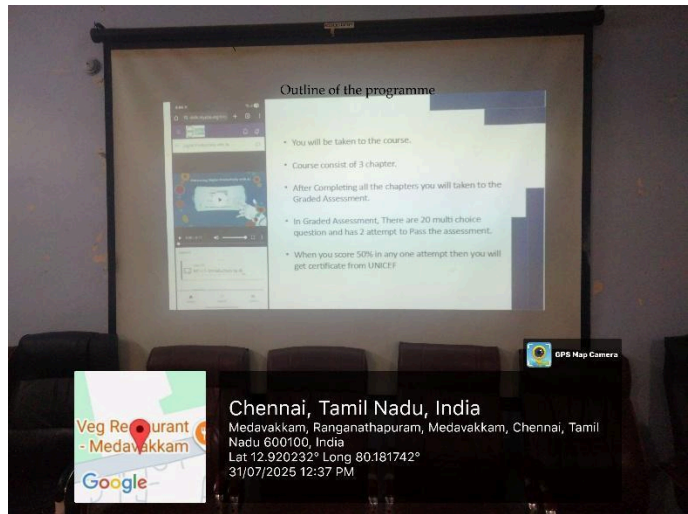 Outline of the programme
• You will be taken to the course.
• Course consist of 3 chapter.
• After Completing all the chapters you will taken to the
Graded Assessment.
• In Graded Assessment, There are 20 multi choice
question and has 2 attempt to Pass the assessment.
• When you score 50% in any one attempt then you will
get certificate from UNICEF
GPS Map Camera
Veg Restaurant
- Medavakkam
Google
Chennai, Tamil Nadu, India
Medavakkam, Ranganathapuram, Medavakkam, Chennai, Tamil
Nadu 600100, India
Lat 12.920232° Long 80.181742°
31/07/2025 12:37 PM